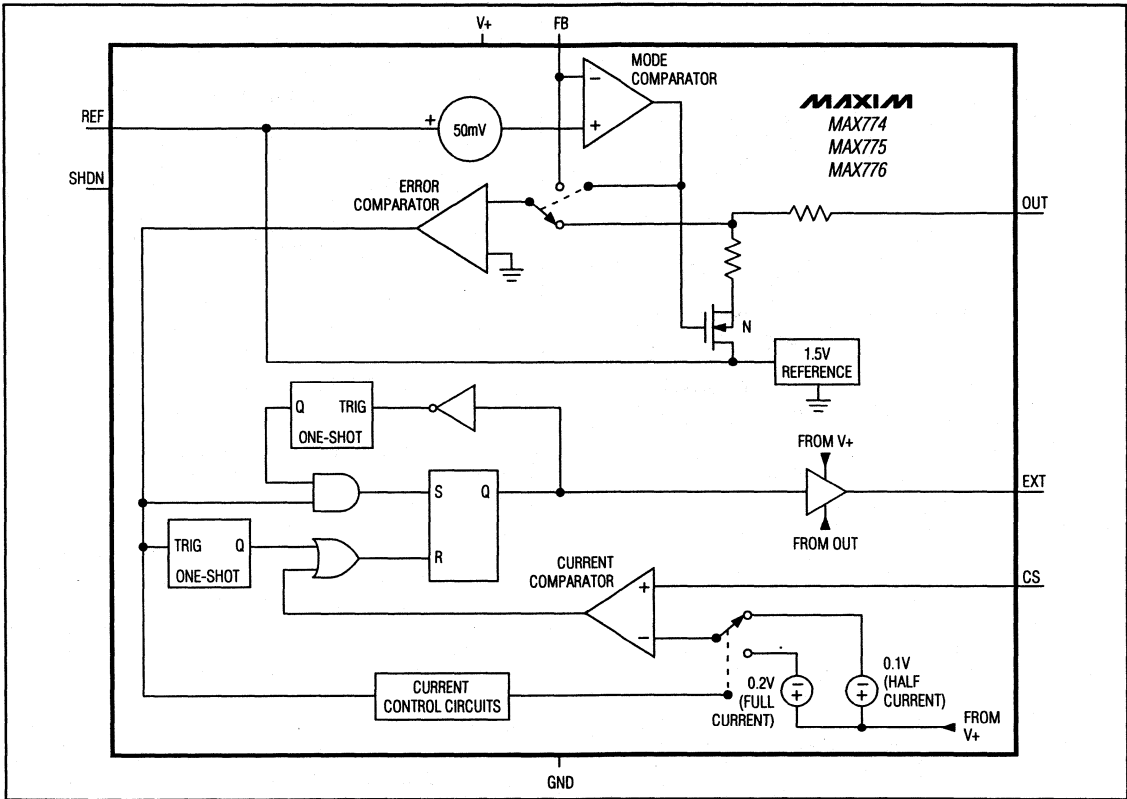 V+
FB
MODE
COMPARATOR
MAXIM
MAX774
MAX775
MAX776
REF
+
50mV
−
+
SHDN
ERROR
COMPARATOR
OUT
N
1.5V
REFERENCE
Q TRIG
ONE-SHOT
FROM V+
S Q
R
EXT
FROM OUT
TRIG Q
ONE-SHOT
CURRENT
COMPARATOR
+
−
CS
CURRENT
CONTROL CIRCUITS
0.2V
(FULL
CURRENT)
−
+
−
+
0.1V
(HALF
CURRENT)
FROM
V+
GND